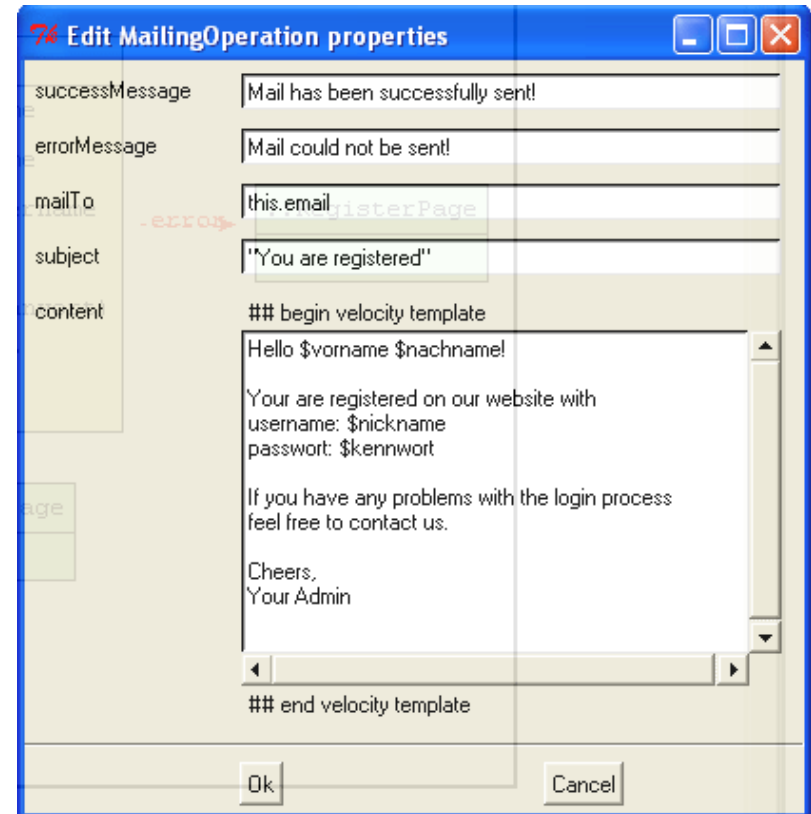 Edit MailingOperation properties
successMessage Mail has been successfully sent!
errorMessage Mail could not be sent!
mailTo this.email
error
RegisterPage
subject "You are registered"
content ## begin velocity template
Hello $vorname $nachname!
Your are registered on our website with
username: $nickname
passwort: $kennwort
If you have any problems with the login process
feel free to contact us.
Cheers,
Your Admin
## end velocity template
Ok Cancel